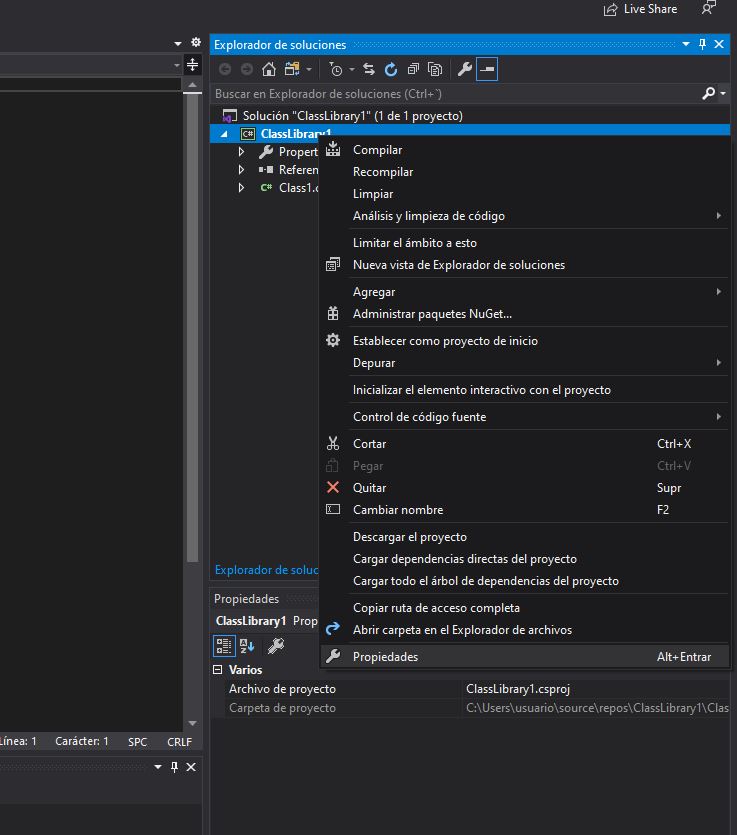 Live Share
Explorador de soluciones
Buscar en Explorador de soluciones (Ctrl+`)
Solución "ClassLibrary1" (1 de 1 proyecto)
C# ClassLibrary1
Propert
Referen
C# Class1.c
Compilar
Recompilar
Limpiar
Análisis y limpieza de código
Limitar el ámbito a esto
Nueva vista de Explorador de soluciones
Agregar
Administrar paquetes NuGet...
Establecer como proyecto de inicio
Depurar
Inicializar el elemento interactivo con el proyecto
Control de código fuente
Cortar Ctrl+X
Pegar Ctrl+V
Quitar Supr
Cambiar nombre F2
Descargar el proyecto
Cargar dependencias directas del proyecto
Cargar todo el árbol de dependencias del proyecto
Copiar ruta de acceso completa
Abrir carpeta en el Explorador de archivos
Propiedades Alt+Entrar
Explorador de soluc
Propiedades
ClassLibrary1 Prop
Varios
Archivo de proyecto ClassLibrary1.csproj
Carpeta de proyecto C:\Users\usuario\source\repos\ClassLibrary1\Clas
Línea: 1 Carácter: 1 SPC CRLF